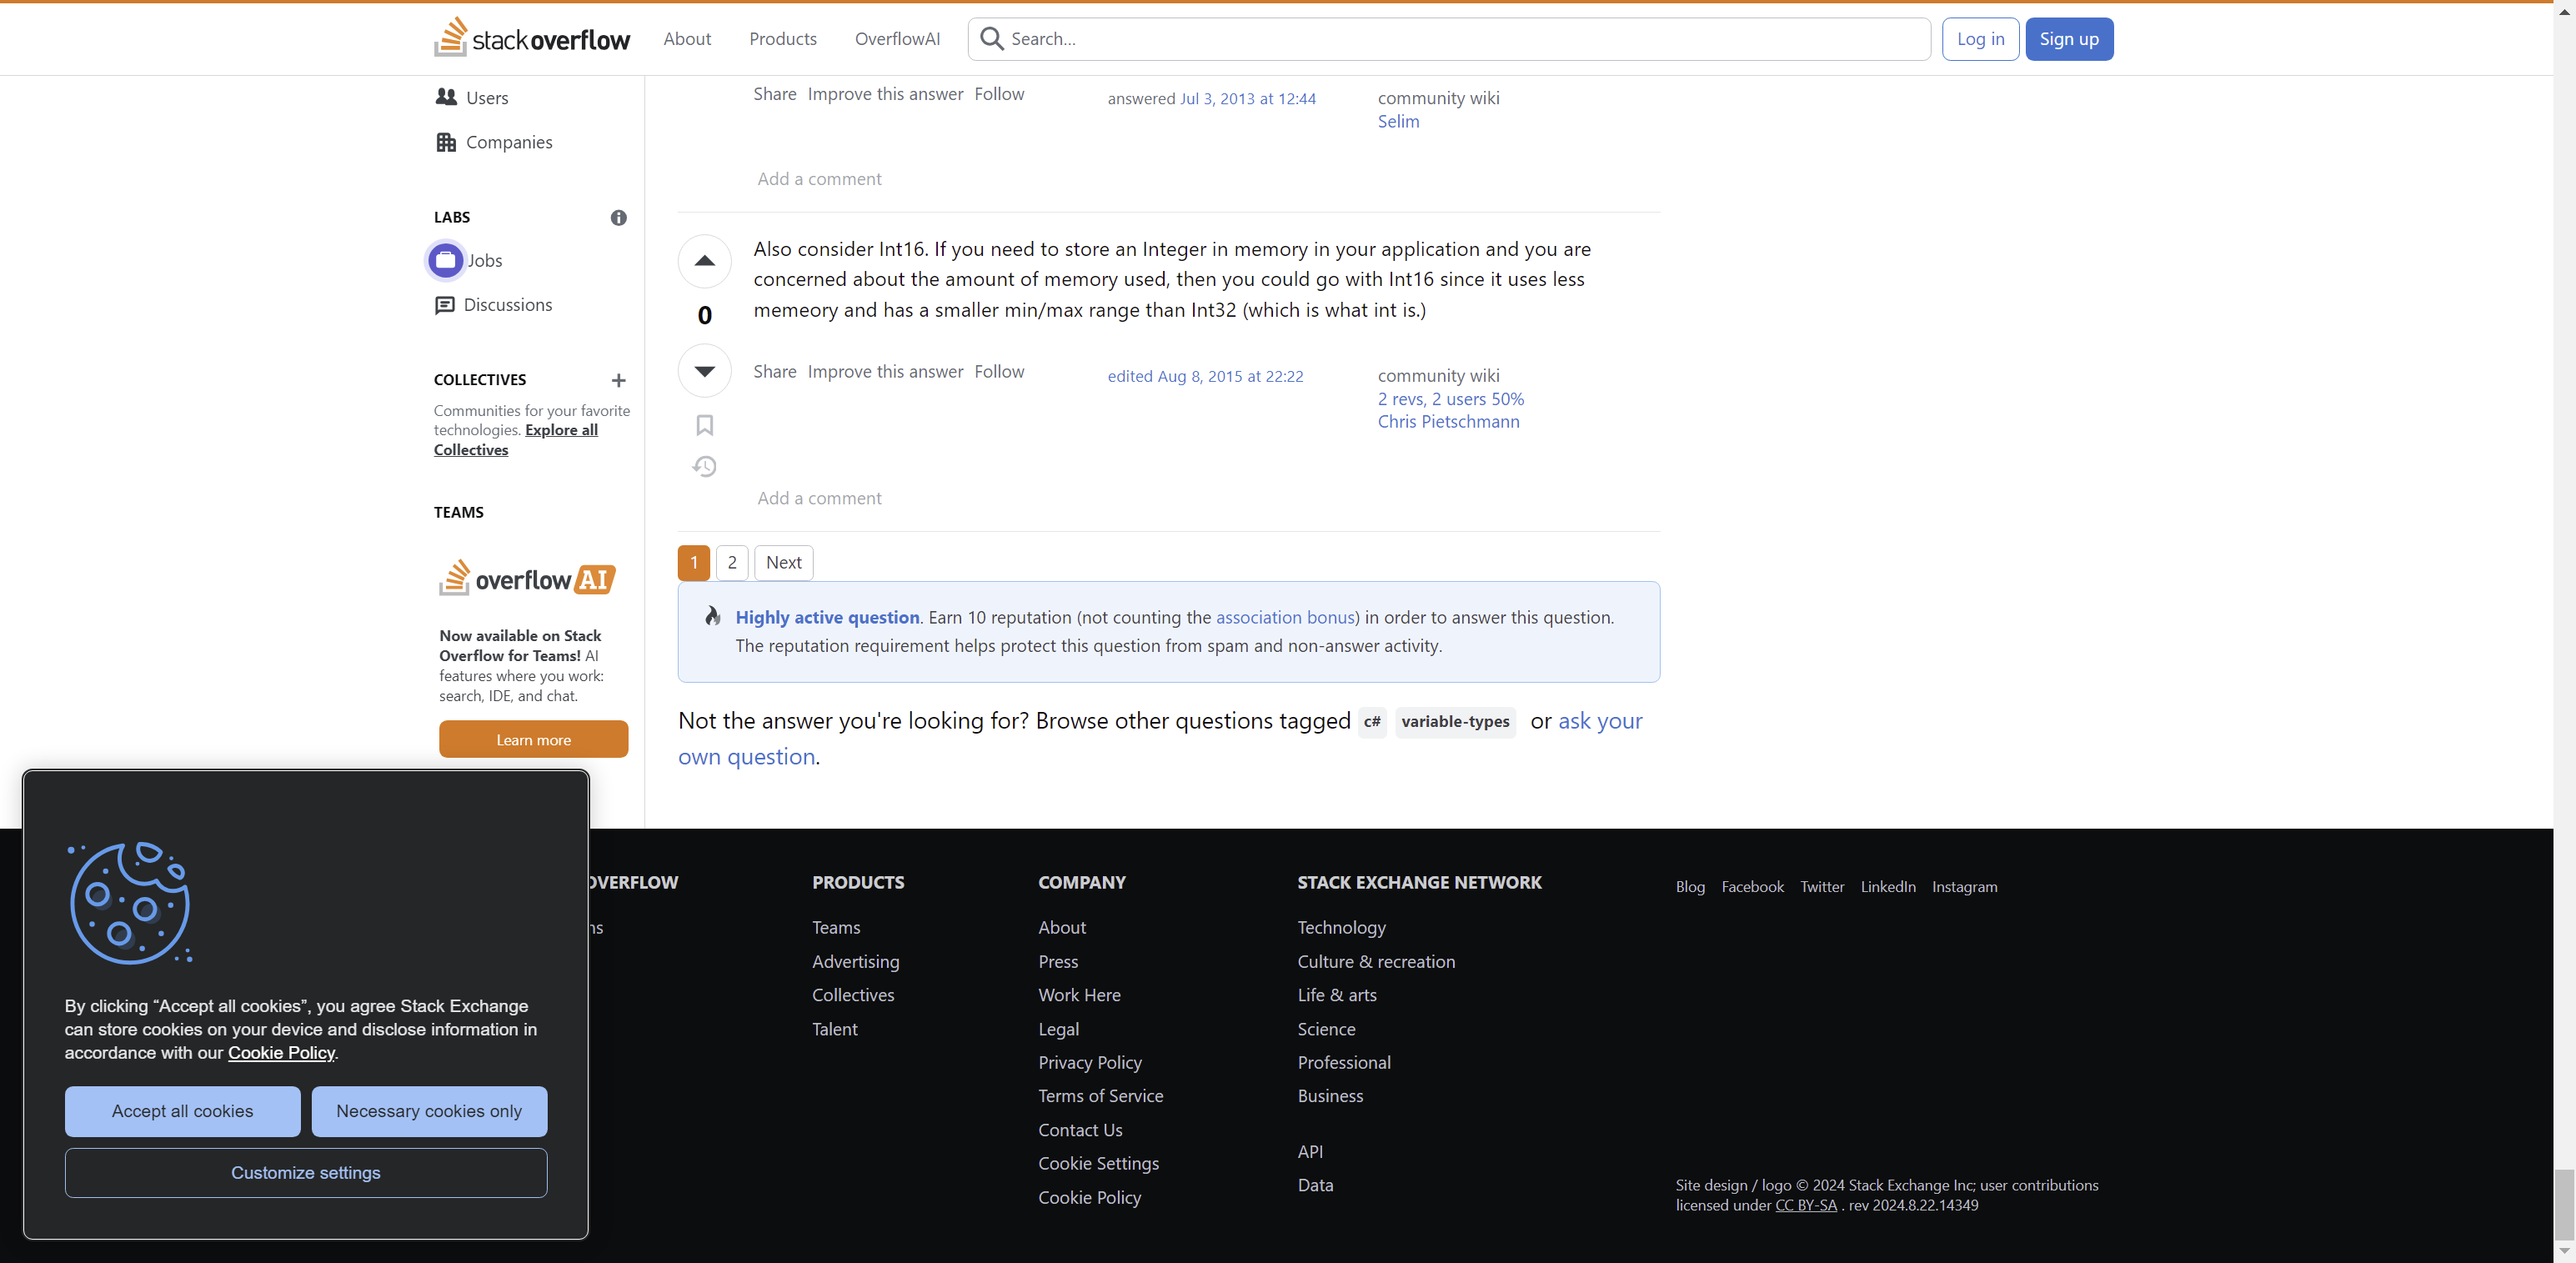 stackoverflow
About
Products
OverflowAI
Search...
Log in
Sign up
Users
Companies
LABS
Jobs
Discussions
COLLECTIVES
Communities for your favorite
technologies. Explore all
Collectives
TEAMS
overflowAI
Now available on Stack
Overflow for Teams! AI
features where you work:
search, IDE, and chat.
Learn more
Share Improve this answer Follow
answered Jul 3, 2013 at 12:44
community wiki
Selim
Add a comment
Also consider Int16. If you need to store an Integer in memory in your application and you are
concerned about the amount of memory used, then you could go with Int16 since it uses less
memeory and has a smaller min/max range than Int32 (which is what int is.)
0
Share Improve this answer Follow
edited Aug 8, 2015 at 22:22
community wiki
2 revs, 2 users 50%
Chris Pietschmann
Add a comment
1 2 Next
Highly active question. Earn 10 reputation (not counting the association bonus) in order to answer this question.
The reputation requirement helps protect this question from spam and non-answer activity.
Not the answer you're looking for? Browse other questions tagged c# variable-types or ask your
own question.
By clicking “Accept all cookies”, you agree Stack Exchange
can store cookies on your device and disclose information in
accordance with our Cookie Policy.
Accept all cookies
Necessary cookies only
Customize settings
OVERFLOW
ns
PRODUCTS
Teams
Advertising
Collectives
Talent
COMPANY
About
Press
Work Here
Legal
Privacy Policy
Terms of Service
Contact Us
Cookie Settings
Cookie Policy
STACK EXCHANGE NETWORK
Technology
Culture & recreation
Life & arts
Science
Professional
Business
API
Data
Blog Facebook Twitter LinkedIn Instagram
Site design / logo © 2024 Stack Exchange Inc; user contributions
licensed under CC BY-SA . rev 2024.8.22.14349